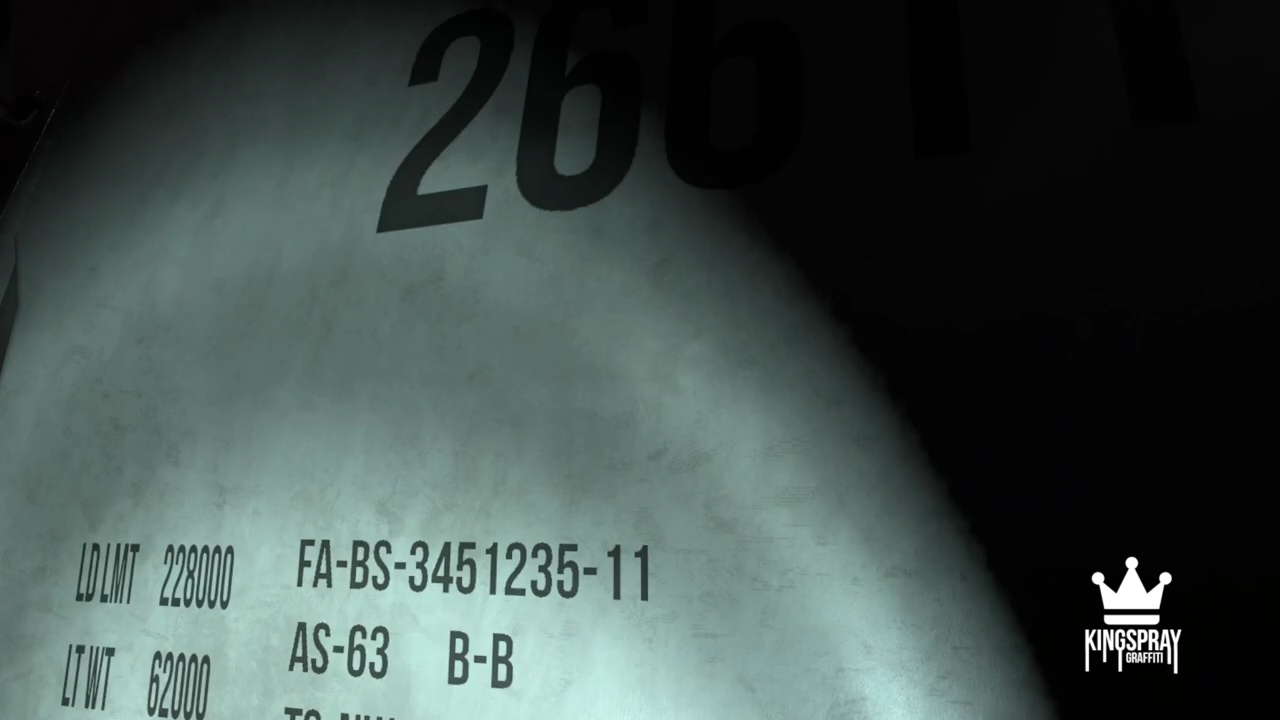 266
LD LMT 228000 FA-BS-3451235-11
LT WT 62000 AS-63 B-B
KINGSPRAY
GRAFFITI